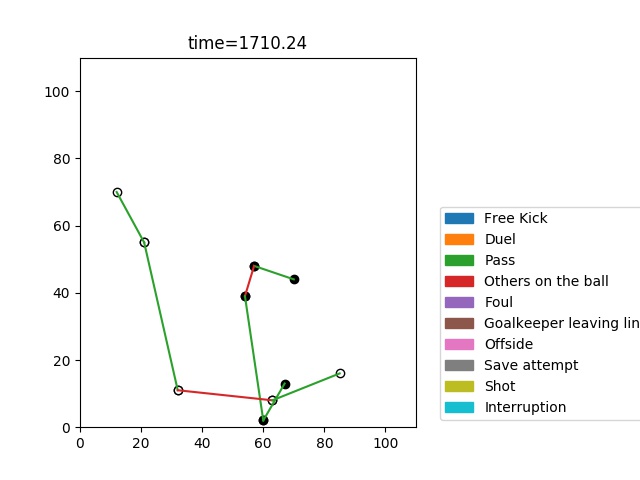 time=1710.24
100
80
60
40
20
0
0 20 40 60 80 100
Free Kick
Duel
Pass
Others on the ball
Foul
Goalkeeper leaving lin
Offside
Save attempt
Shot
Interruption